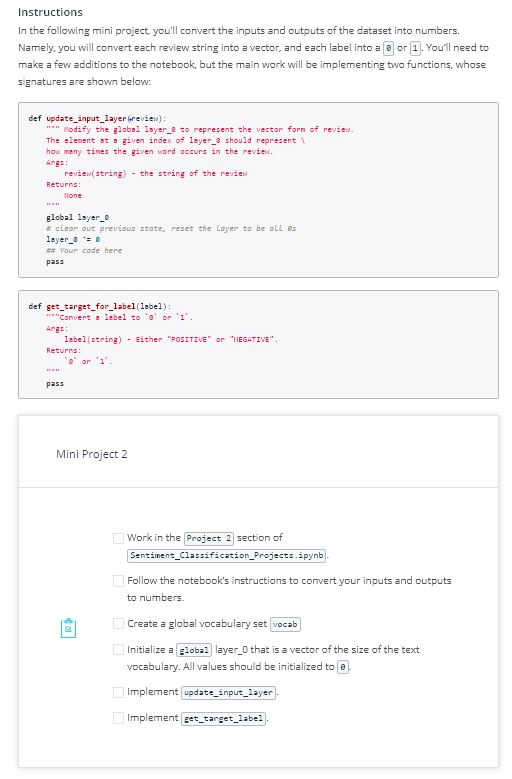 Instructions
In the following mini project, you'll convert the inputs and outputs of the dataset into numbers.
Namely, you will convert each review string into a vector, and each label into a 0 or 1. You'll need to
make a few additions to the notebook, but the main work will be implementing two functions, whose
signatures are shown below:
def update_input_layer(review):
""" Modify the global layer_0 to represent the vector form of review.
The element at a given index of layer_0 should represent \
how many times the given word occurs in the review.
Args:
review(string) - the string of the review
Returns:
None
"""
global layer_0
# clear out previous state, reset the layer to be all 0s
layer_0 *= 0
## Your code here
pass
def get_target_for_label(label):
"""Convert a label to `0` or `1`.
Args:
label(string) - Either "POSITIVE" or "NEGATIVE".
Returns:
`0` or `1`.
"""
pass
Mini Project 2
Work in the Project 2 section of
Sentiment_Classification_Projects.ipynb.
Follow the notebook's instructions to convert your inputs and outputs
to numbers.
Create a global vocabulary set vocab
Initialize a global layer_0 that is a vector of the size of the text
vocabulary. All values should be initialized to 0.
Implement update_input_layer.
Implement get_target_label.